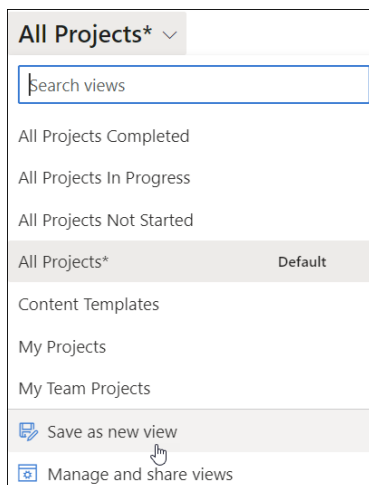 All Projects*
Search views
All Projects Completed
All Projects In Progress
All Projects Not Started
All Projects* Default
Content Templates
My Projects
My Team Projects
Save as new view
Manage and share views